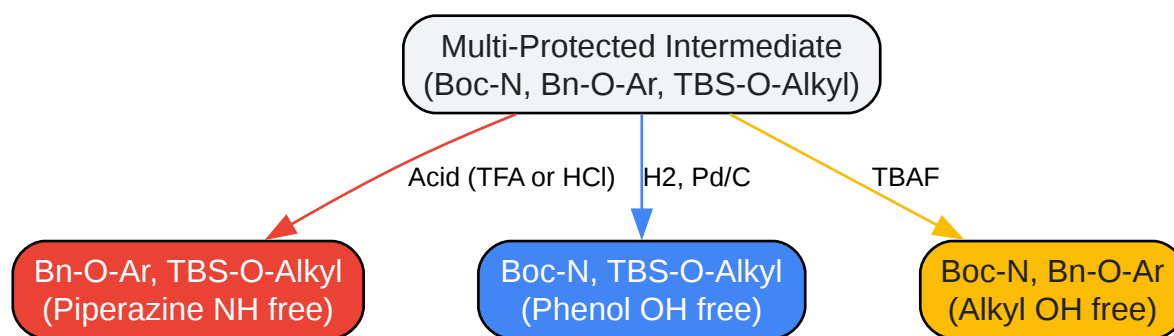 Multi-Protected Intermediate
(Boc-N, Bn-O-Ar, TBS-O-Alkyl)
Acid (TFA or HCl)
H2, Pd/C
TBAF
Bn-O-Ar, TBS-O-Alkyl
(Piperazine NH free)
Boc-N, TBS-O-Alkyl
(Phenol OH free)
Boc-N, Bn-O-Ar
(Alkyl OH free)